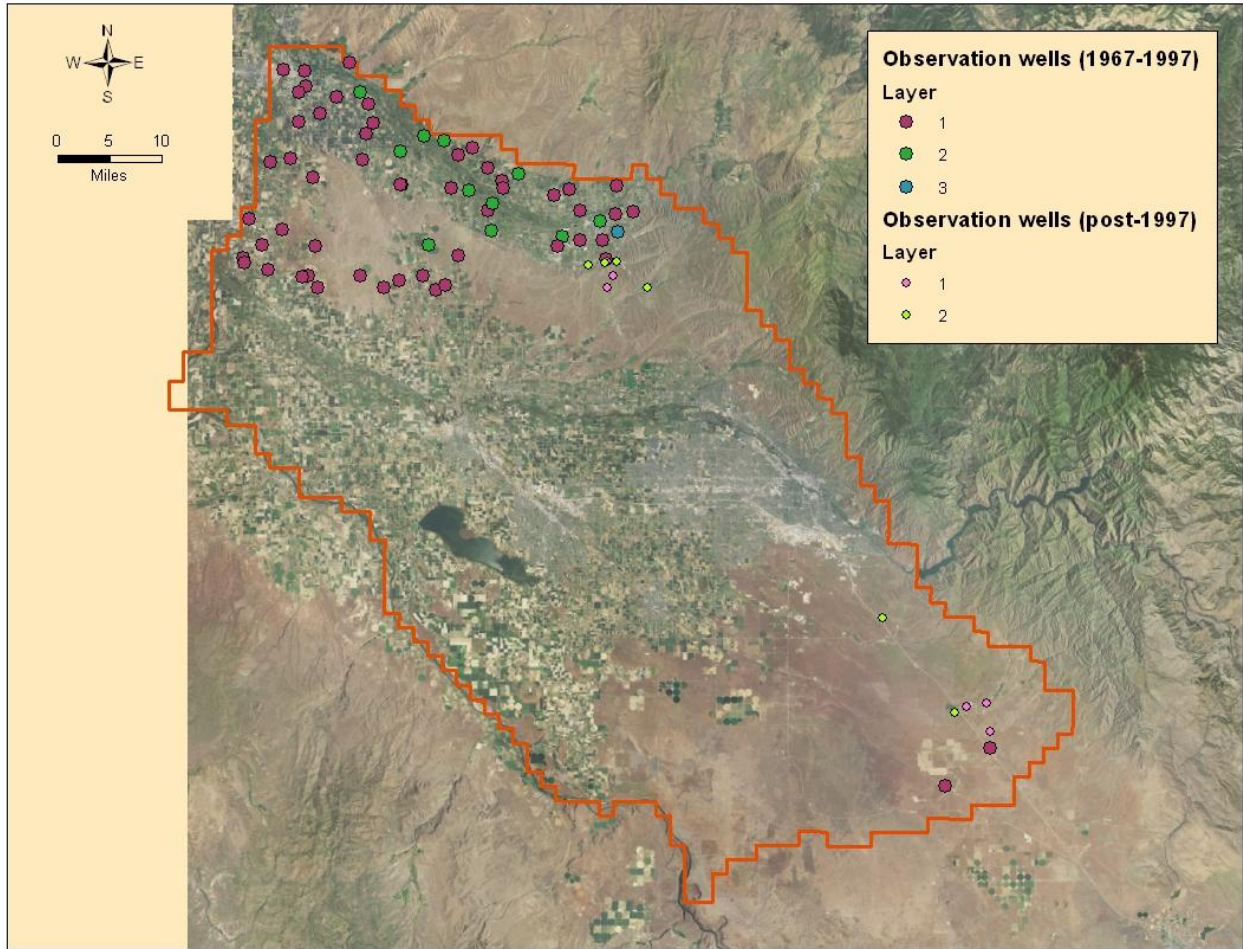 N
W E
S
0 5 10
Miles
Observation wells (1967-1997)
Layer
1
2
3
Observation wells (post-1997)
Layer
1
2